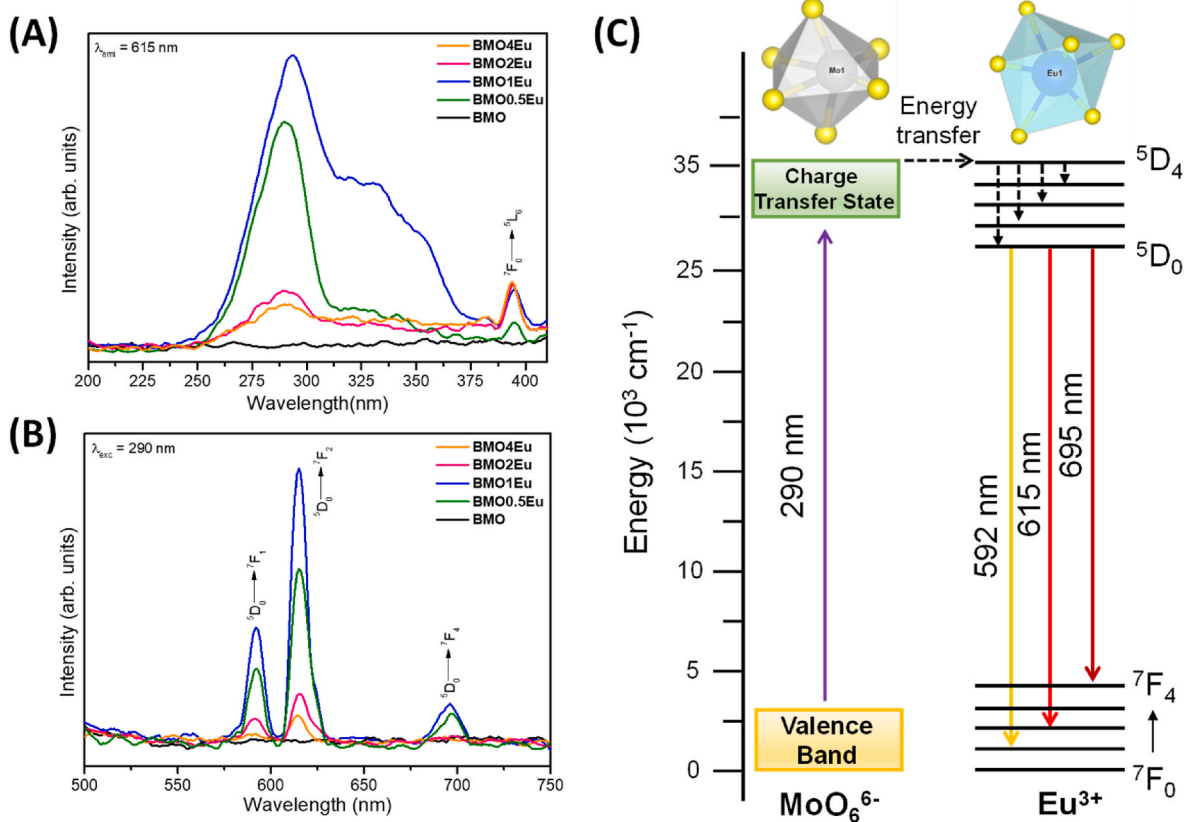 (A)
λemi = 615 nm
BMO4Eu
BMO2Eu
BMO1Eu
BMO0.5Eu
BMO
⁷F₀ → ⁵L₆
Intensity (arb. units)
200 225 250 275 300 325 350 375 400
Wavelength(nm)
(B)
λexc = 290 nm
BMO4Eu
BMO2Eu
BMO1Eu
BMO0.5Eu
BMO
⁵D₀ → ⁷F₁
⁵D₀ → ⁷F₂
⁵D₀ → ⁷F₄
Intensity (arb. units)
500 550 600 650 700 750
Wavelength (nm)
(C)
Mo1
Eu1
Energy
transfer
Charge
Transfer State
⁵D₄
⁵D₀
Energy (10³ cm⁻¹)
35
25
20
15
10
5
0
290 nm
592 nm
615 nm
695 nm
Valence
Band
⁷F₄
⁷F₀
MoO₆⁶⁻
Eu³⁺